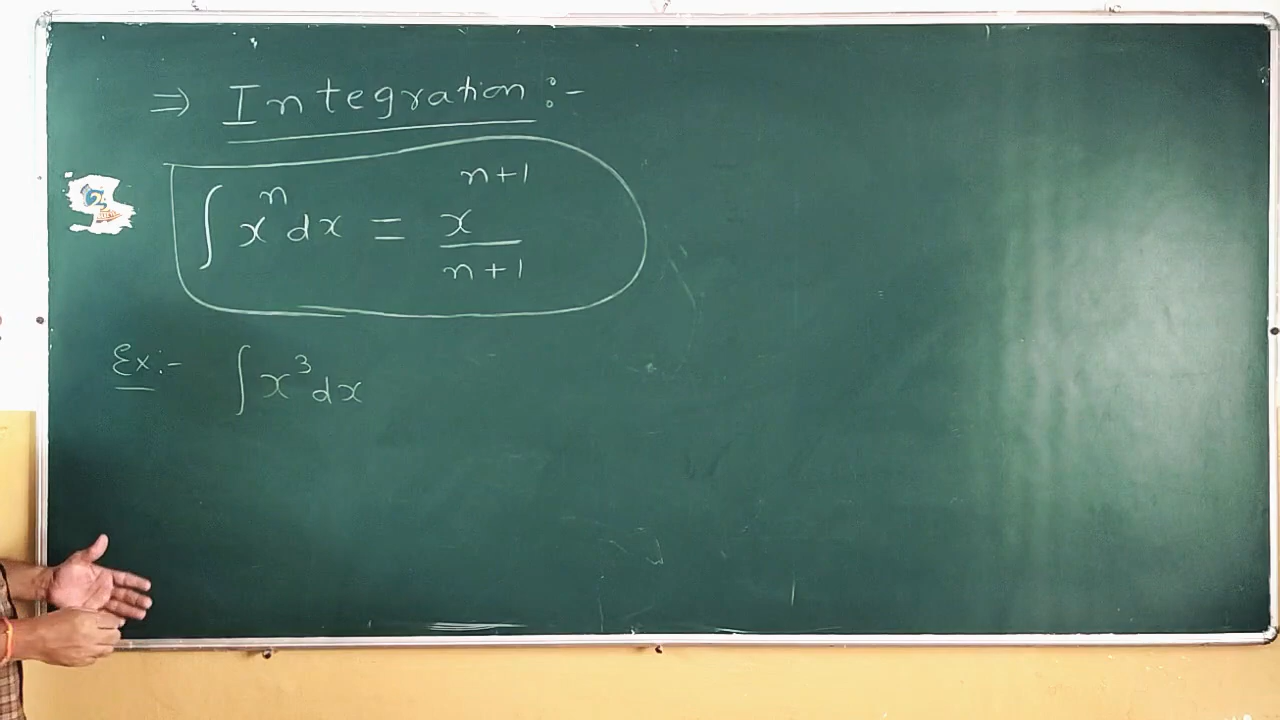 ⇒ Integration :-
∫ xⁿ dx = xⁿ⁺¹ / n+1
Ex:- ∫ x³ dx